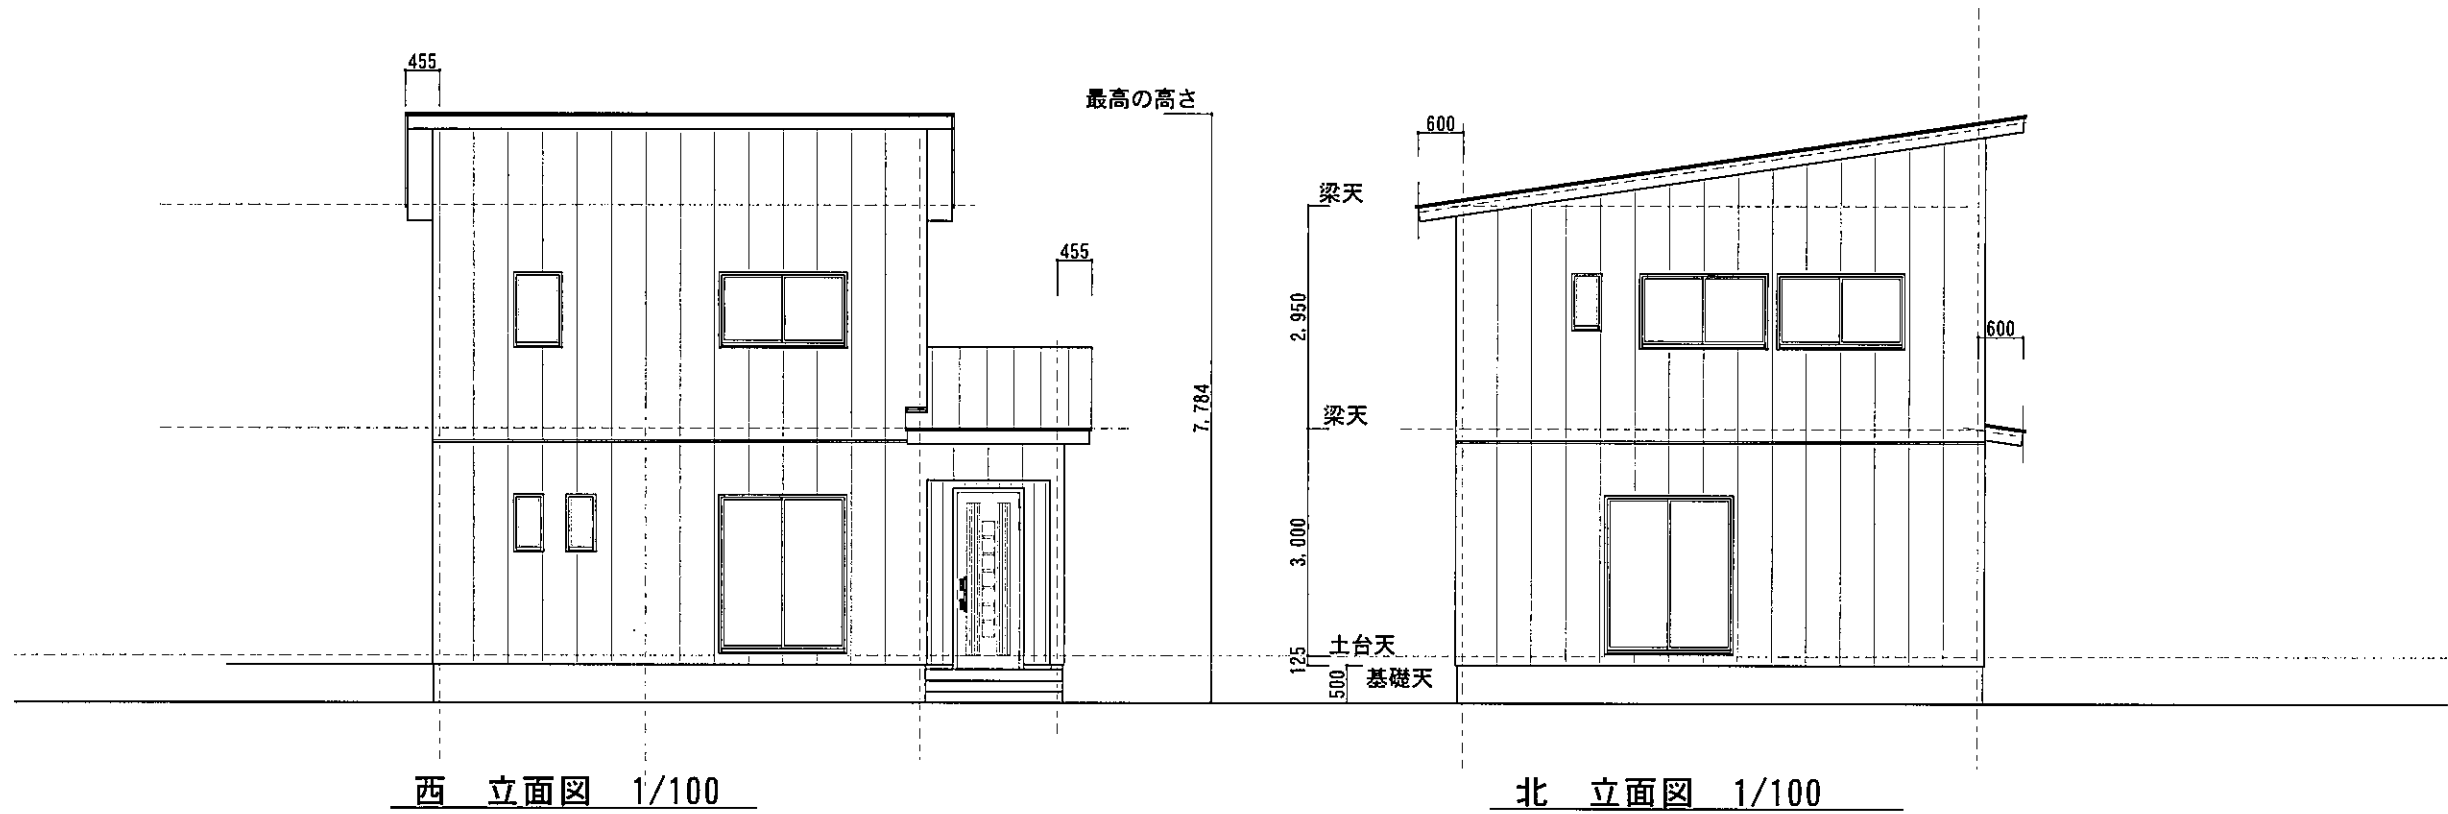 455
最高の高さ
455
7,784
西 立面図 1/100
600
梁天
2,950
600
梁天
3,000
土台天
125
基礎天
500
北 立面図 1/100